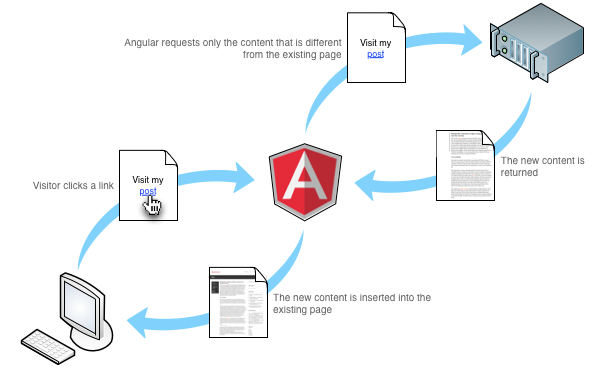 Angular requests only the content that is different
from the existing page
Visit my
post
The new content is
returned
Visitor clicks a link
Visit my
post
A
The new content is inserted into the
existing page